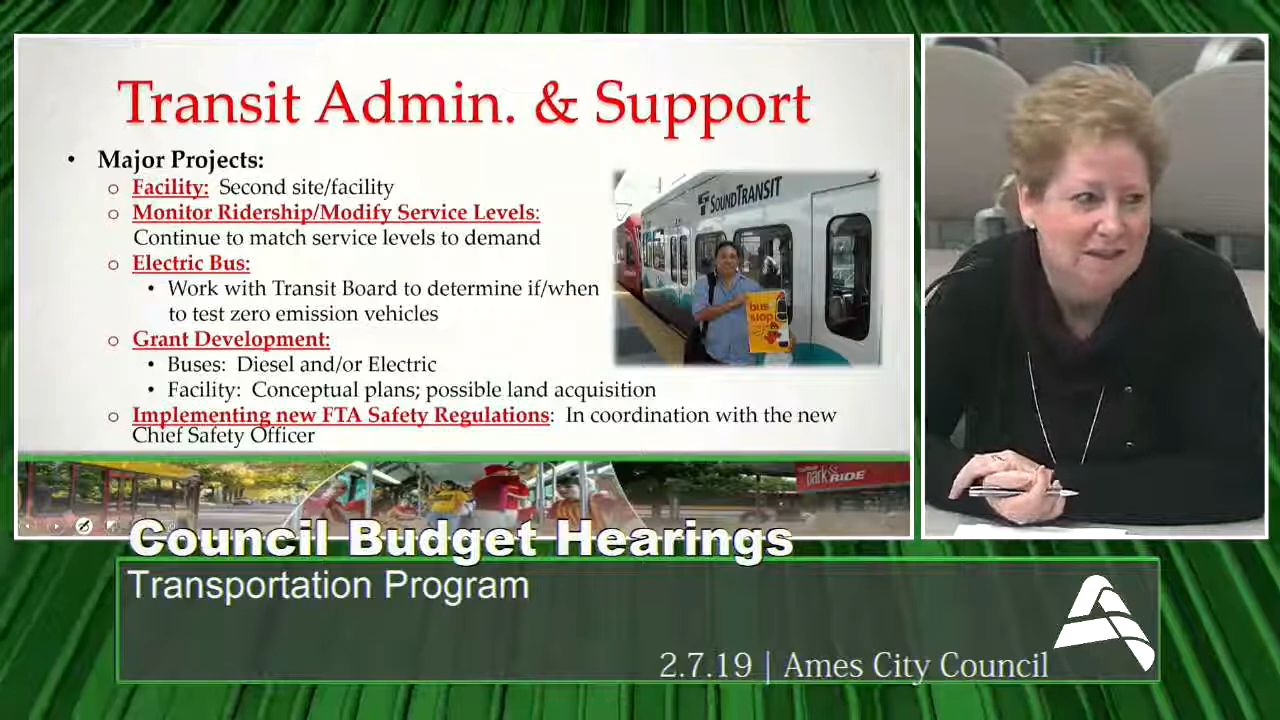 Transit Admin. & Support
• Major Projects:
o Facility: Second site/facility
o Monitor Ridership/Modify Service Levels:
Continue to match service levels to demand
o Electric Bus:
• Work with Transit Board to determine if/when
to test zero emission vehicles
o Grant Development:
• Buses: Diesel and/or Electric
• Facility: Conceptual plans; possible land acquisition
o Implementing new FTA Safety Regulations: In coordination with the new
Chief Safety Officer
SOUNDTRANSIT
bus
stop
park & RIDE
Council Budget Hearings
Transportation Program
2.7.19 | Ames City Council